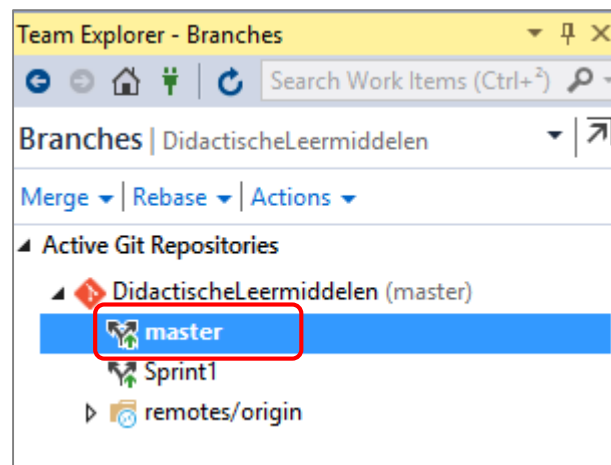 Team Explorer - Branches
Search Work Items (Ctrl+²)
Branches | DidactischeLeermiddelen
Merge | Rebase | Actions
Active Git Repositories
DidactischeLeermiddelen (master)
master
Sprint1
remotes/origin